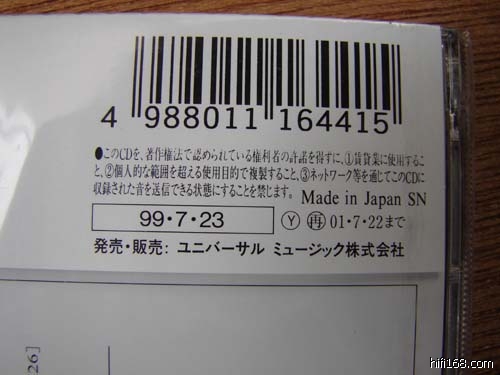 4 988011 164415
●このCDを、著作権法で認められている権利者の許諾を得ずに、①賃貸業に使用するこ
と、②個人的な範囲を超える使用目的で複製すること、③ネットワーク等を通じてこのCDに
収録された音を送信できる状態にすることを禁じます。 Made in Japan SN
99・7・23 Ⓨ ㊢ 01・7・22まで
発売・販売: ユニバーサル ミュージック株式会社
26]
hifi168.com